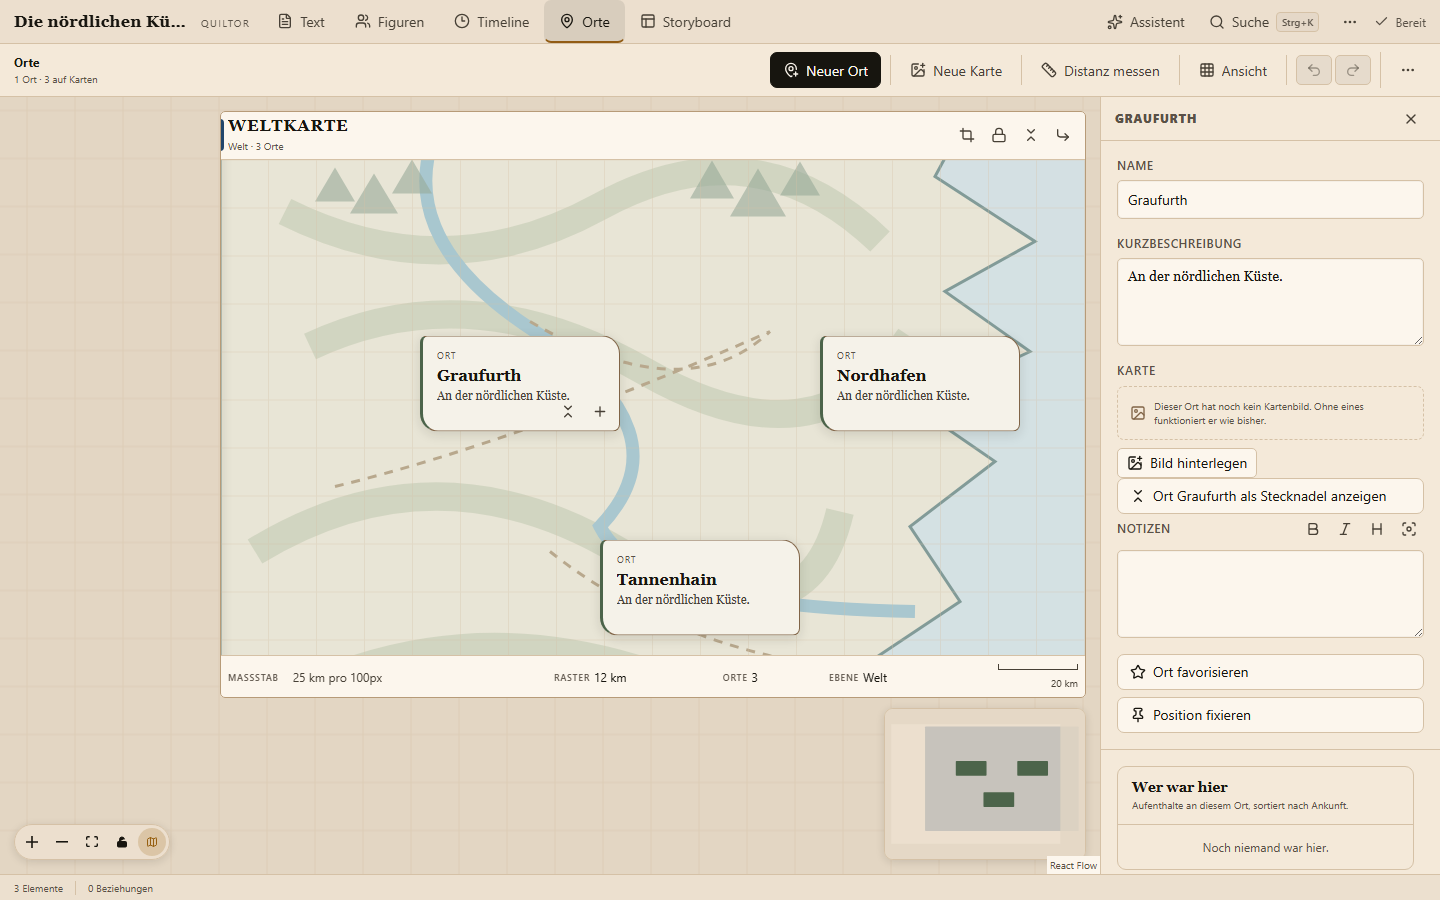 Die nördlichen Kü... QUILTOR Text Figuren Timeline Orte Storyboard Assistent Suche Strg+K Bereit
Orte
1 Ort · 3 auf Karten
Neuer Ort Neue Karte Distanz messen Ansicht
WELTKARTE
Welt · 3 Orte
ORT
Graufurth
An der nördlichen Küste.
ORT
Nordhafen
An der nördlichen Küste.
ORT
Tannenhain
An der nördlichen Küste.
MASSSTAB 25 km pro 100px RASTER 12 km ORTE 3 EBENE Welt 20 km
React Flow
GRAUFURTH
NAME
Graufurth
KURZBESCHREIBUNG
An der nördlichen Küste.
KARTE
Dieser Ort hat noch kein Kartenbild. Ohne eines
funktioniert er wie bisher.
Bild hinterlegen
Ort Graufurth als Stecknadel anzeigen
NOTIZEN B I H
Ort favorisieren
Position fixieren
Wer war hier
Aufenthalte an diesem Ort, sortiert nach Ankunft.
Noch niemand war hier.
3 Elemente 0 Beziehungen